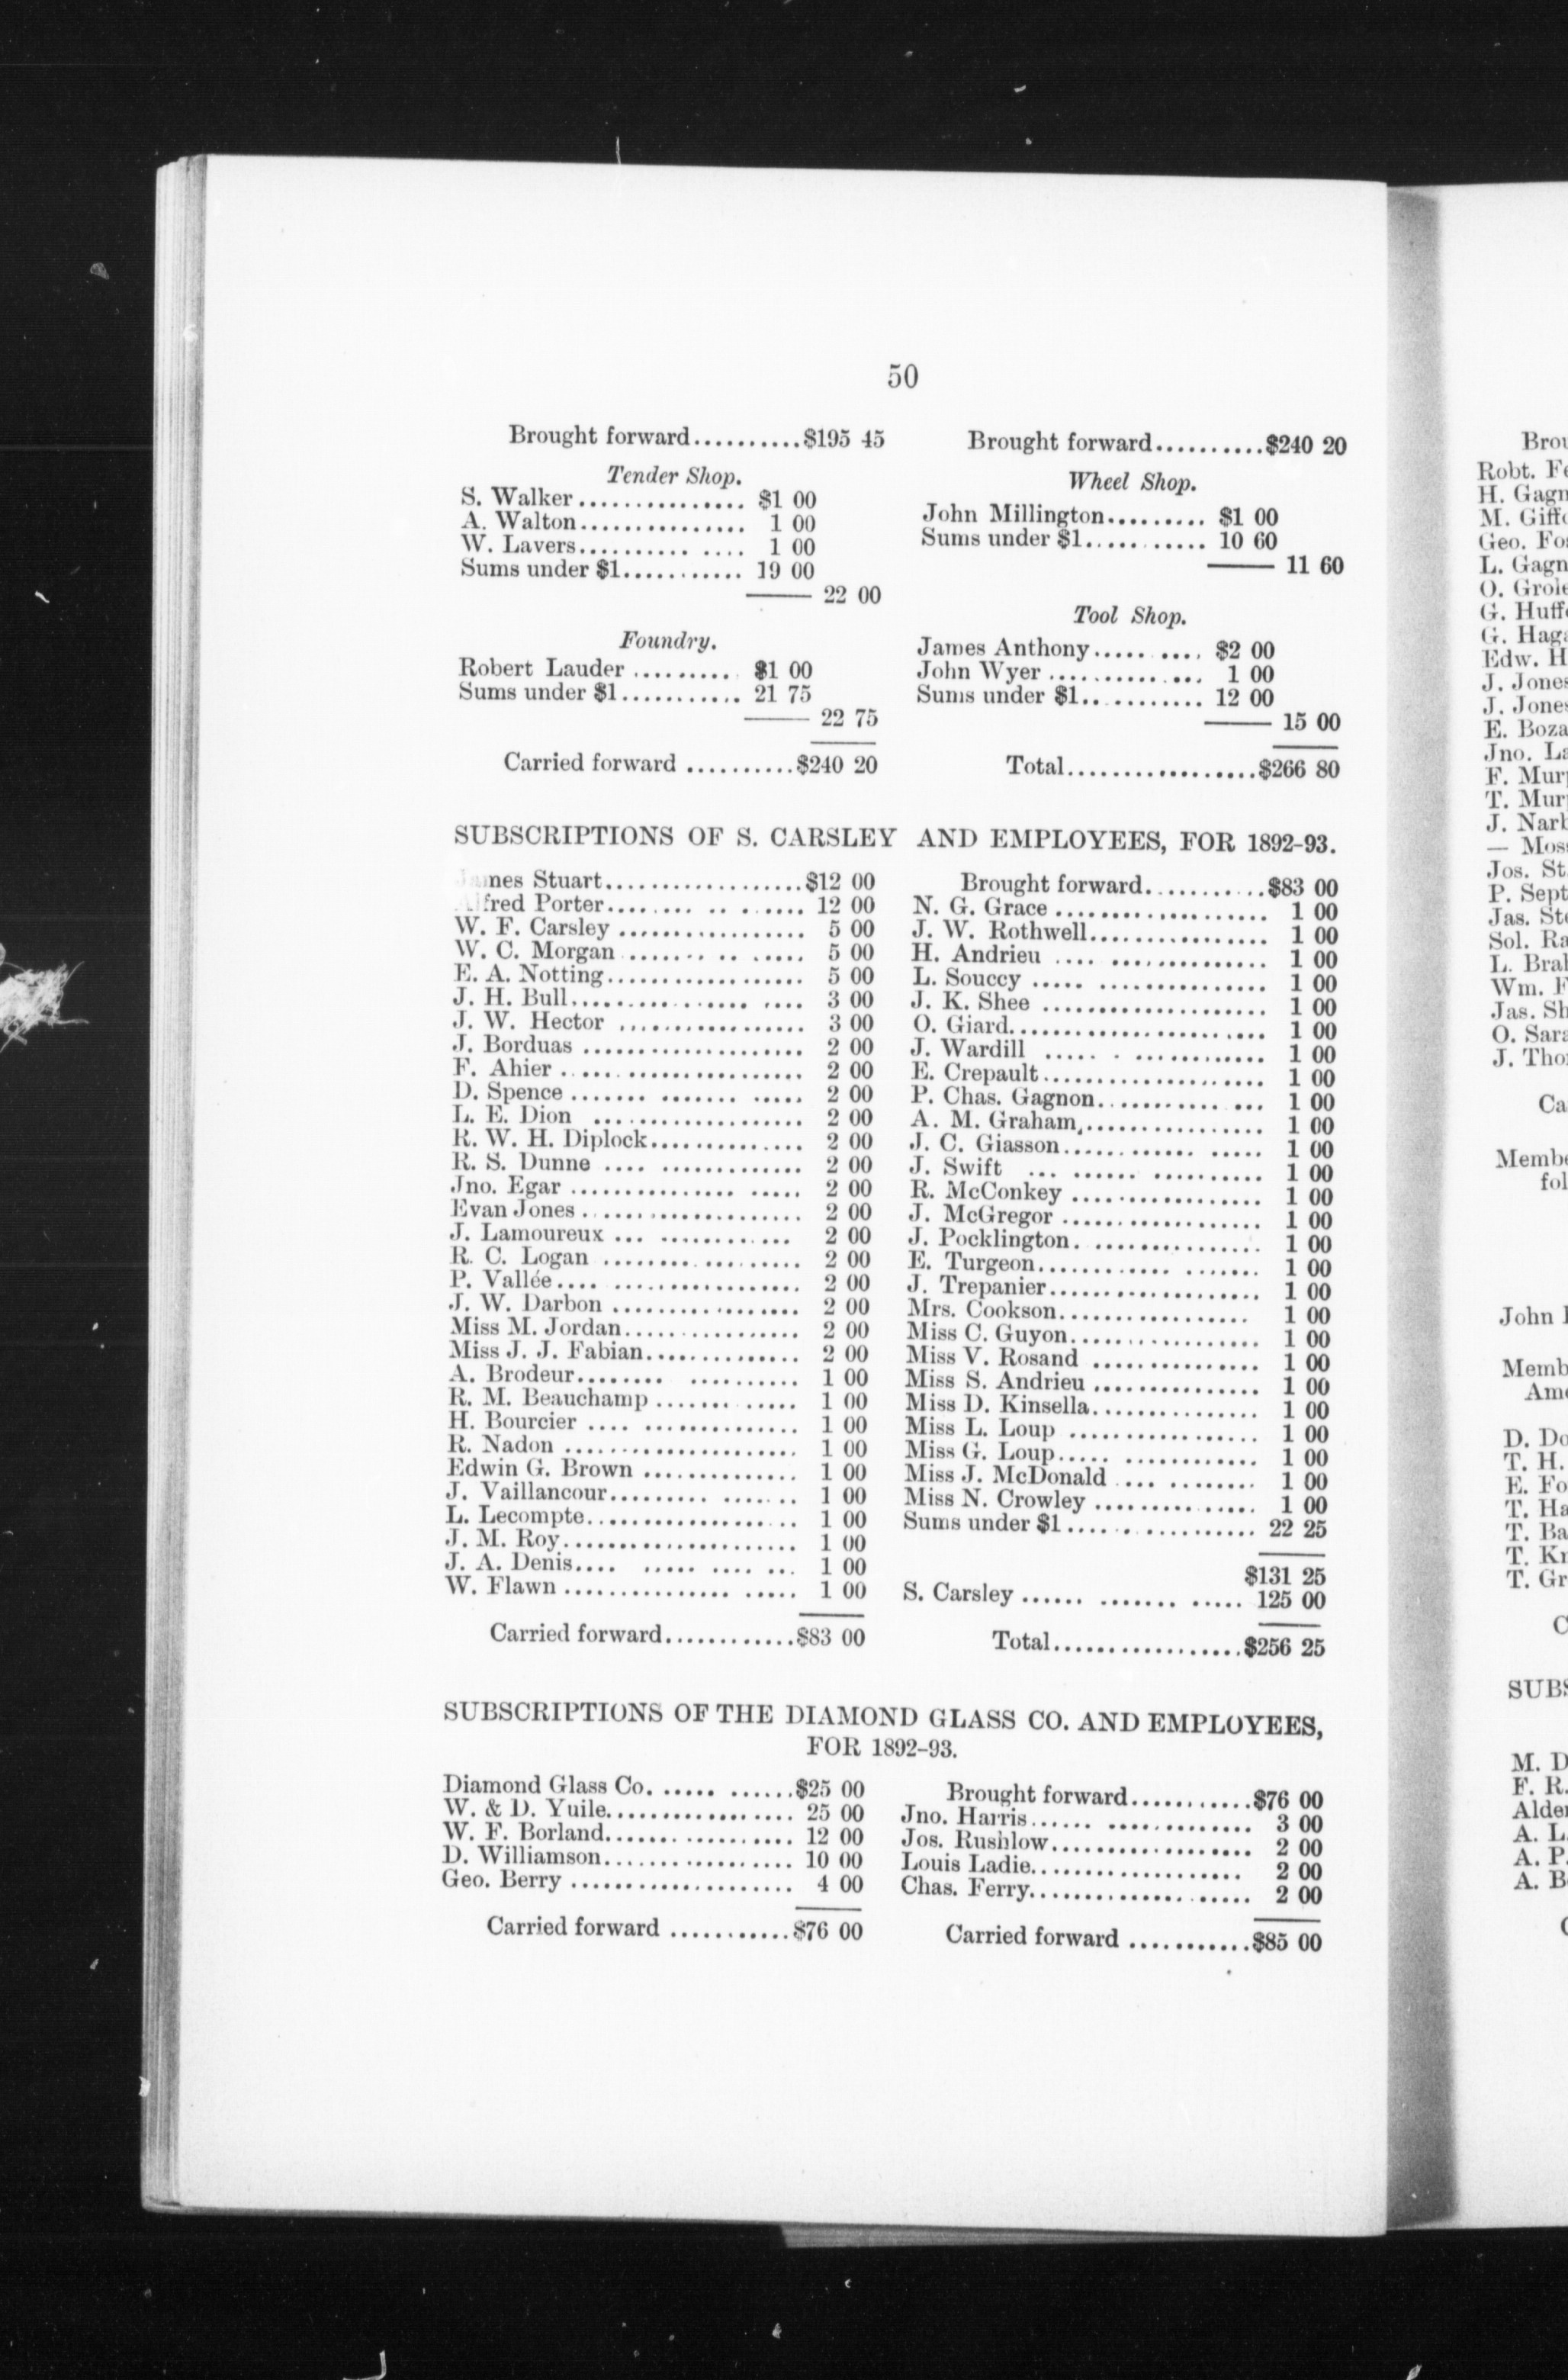 50
Brought forward..........$195 45
Tender Shop.
S. Walker............... $1 00
A. Walton............... 1 00
W. Lavers.......... .... 1 00
Sums under $1........... 19 00
22 00
Foundry.
Robert Lauder .......... $1 00
Sums under $1........... 21 75
22 75
Carried forward ..........$240 20
Brought forward..........$240 20
Wheel Shop.
John Millington......... $1 00
Sums under $1........... 10 60
11 60
Tool Shop.
James Anthony..... .... $2 00
John Wyer .............. 1 00
Sums under $1........... 12 00
15 00
Total.................$266 80
SUBSCRIPTIONS OF S. CARSLEY AND EMPLOYEES, FOR 1892-93.
James Stuart..................$12 00
Alfred Porter........ .. ...... 12 00
W. F. Carsley ................. 5 00
W. C. Morgan ....... .. ..... 5 00
E. A. Notting.................. 5 00
J. H. Bull................ .... 3 00
J. W. Hector ................. 3 00
J. Borduas .................... 2 00
F. Ahier ..... ................ 2 00
D. Spence ....... ....... ..... 2 00
L. E. Dion ................... 2 00
R. W. H. Diplock.............. 2 00
R. S. Dunne .... ............. 2 00
Jno. Egar ............... ..... 2 00
Evan Jones .................... 2 00
J. Lamoureux ... ............ 2 00
R. C. Logan .................. 2 00
P. Vallée.... ................. 2 00
J. W. Darbon ................. 2 00
Miss M. Jordan................ 2 00
Miss J. J. Fabian.............. 2 00
A. Brodeur........ .......... 1 00
R. M. Beauchamp ....... ..... 1 00
H. Bourcier .... .............. 1 00
R. Nadon ..................... 1 00
Edwin G. Brown .............. 1 00
J. Vaillancour......... ....... 1 00
L. Lecompte................... 1 00
J. M. Roy..................... 1 00
J. A. Denis.... ..... .... ... 1 00
W. Flawn ............... ..... 1 00
Carried forward............$83 00
Brought forward...........$83 00
N. G. Grace ................... 1 00
J. W. Rothwell................ 1 00
H. Andrieu .... .............. 1 00
L. Souccy ..... ............... 1 00
J. K. Shee .................... 1 00
O. Giard....................... 1 00
J. Wardill ..... . ............ 1 00
E. Crepault.................... 1 00
P. Chas. Gagnon............ ... 1 00
A. M. Graham................. 1 00
J. C. Giasson............ ..... 1 00
J. Swift ... ...... .......... 1 00
R. McConkey ................. 1 00
J. McGregor .................. 1 00
J. Pocklington. ............... 1 00
E. Turgeon............ ....... 1 00
J. Trepanier................... 1 00
Mrs. Cookson.................. 1 00
Miss C. Guyon................. 1 00
Miss V. Rosand ............... 1 00
Miss S. Andrieu ............... 1 00
Miss D. Kinsella............... 1 00
Miss L. Loup ................. 1 00
Miss G. Loup..... ............ 1 00
Miss J. McDonald .... ........ 1 00
Miss N. Crowley ............... 1 00
Sums under $1................. 22 25
$131 25
S. Carsley ...... ....... ..... 125 00
Total.................$256 25
SUBSCRIPTIONS OF THE DIAMOND GLASS CO. AND EMPLOYEES,
FOR 1892-93.
Diamond Glass Co. ..... ......$25 00
W. & D. Yuile................. 25 00
W. F. Borland................. 12 00
D. Williamson................. 10 00
Geo. Berry .................... 4 00
Carried forward ...........$76 00
Brought forward...........$76 00
Jno. Harris...... ............. 3 00
Jos. Rushlow.................. 2 00
Louis Ladie................... 2 00
Chas. Ferry.................... 2 00
Carried forward ...........$85 00
Robt.
H.
M.
Geo.
L.
O.
G.
G.
Edw.
J. Jones
J. Jones
E.
Jno.
F.
T.
J.
—
Jos. St
P.
Jas.
Sol.
L.
Wm.
Jas.
O.
J.
John
D.
T. H.
E.
T.
T.
T.
T.
M.
F. R.
A.
A.
A.